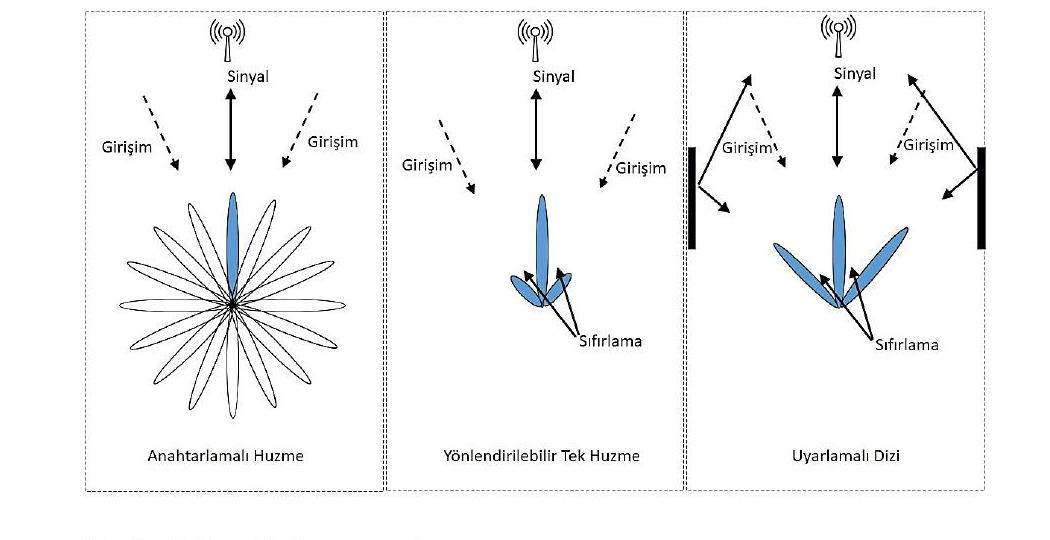 Sinyal
Girişim
Girişim
Anahtarlamalı Huzme
Sinyal
Girişim
Girişim
Sıfırlama
Yönlendirilebilir Tek Huzme
Sinyal
Girişim
Girişim
Sıfırlama
Uyarlamalı Dizi